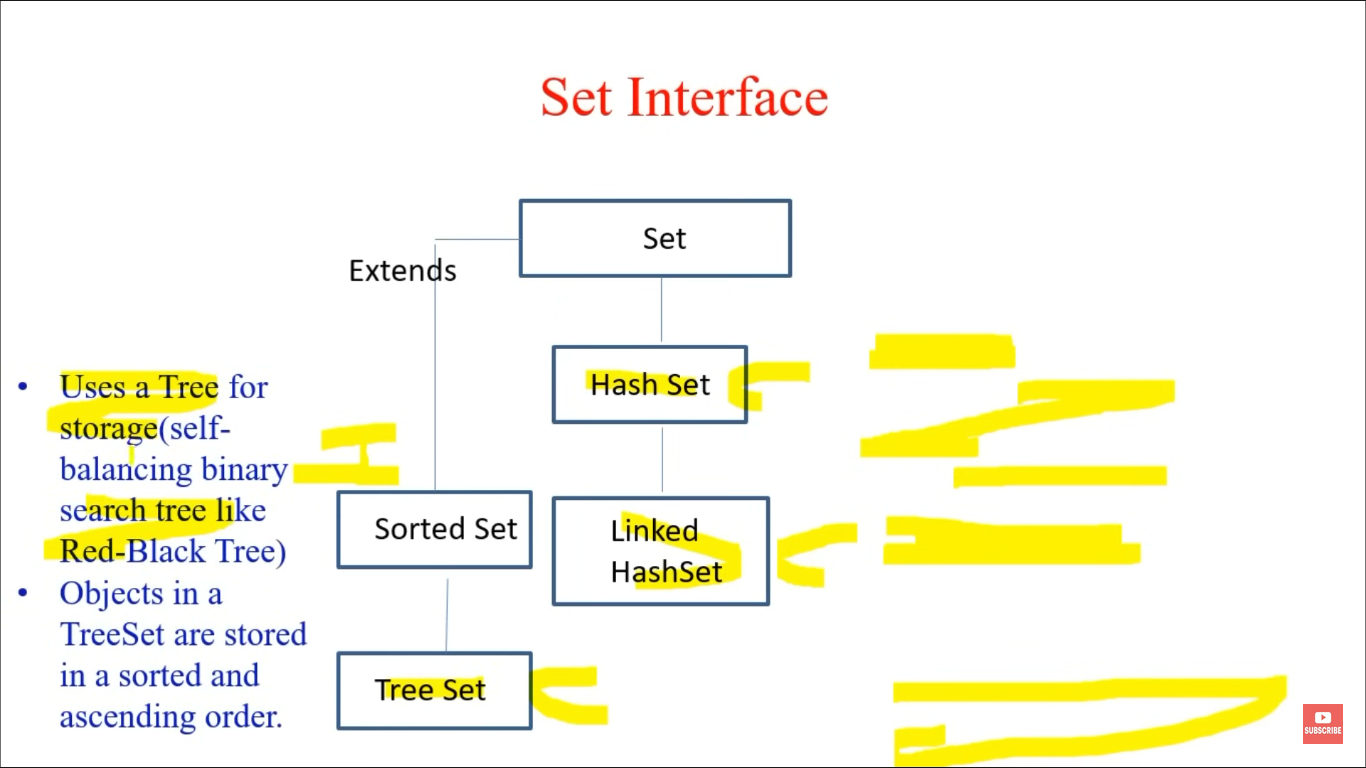 Set Interface
Set
Extends
Hash Set
• Uses a Tree for
storage(self-
balancing binary
search tree like
Red-Black Tree)
• Objects in a
TreeSet are stored
in a sorted and
ascending order.
Sorted Set
Linked
HashSet
Tree Set
SUBSCRIBE